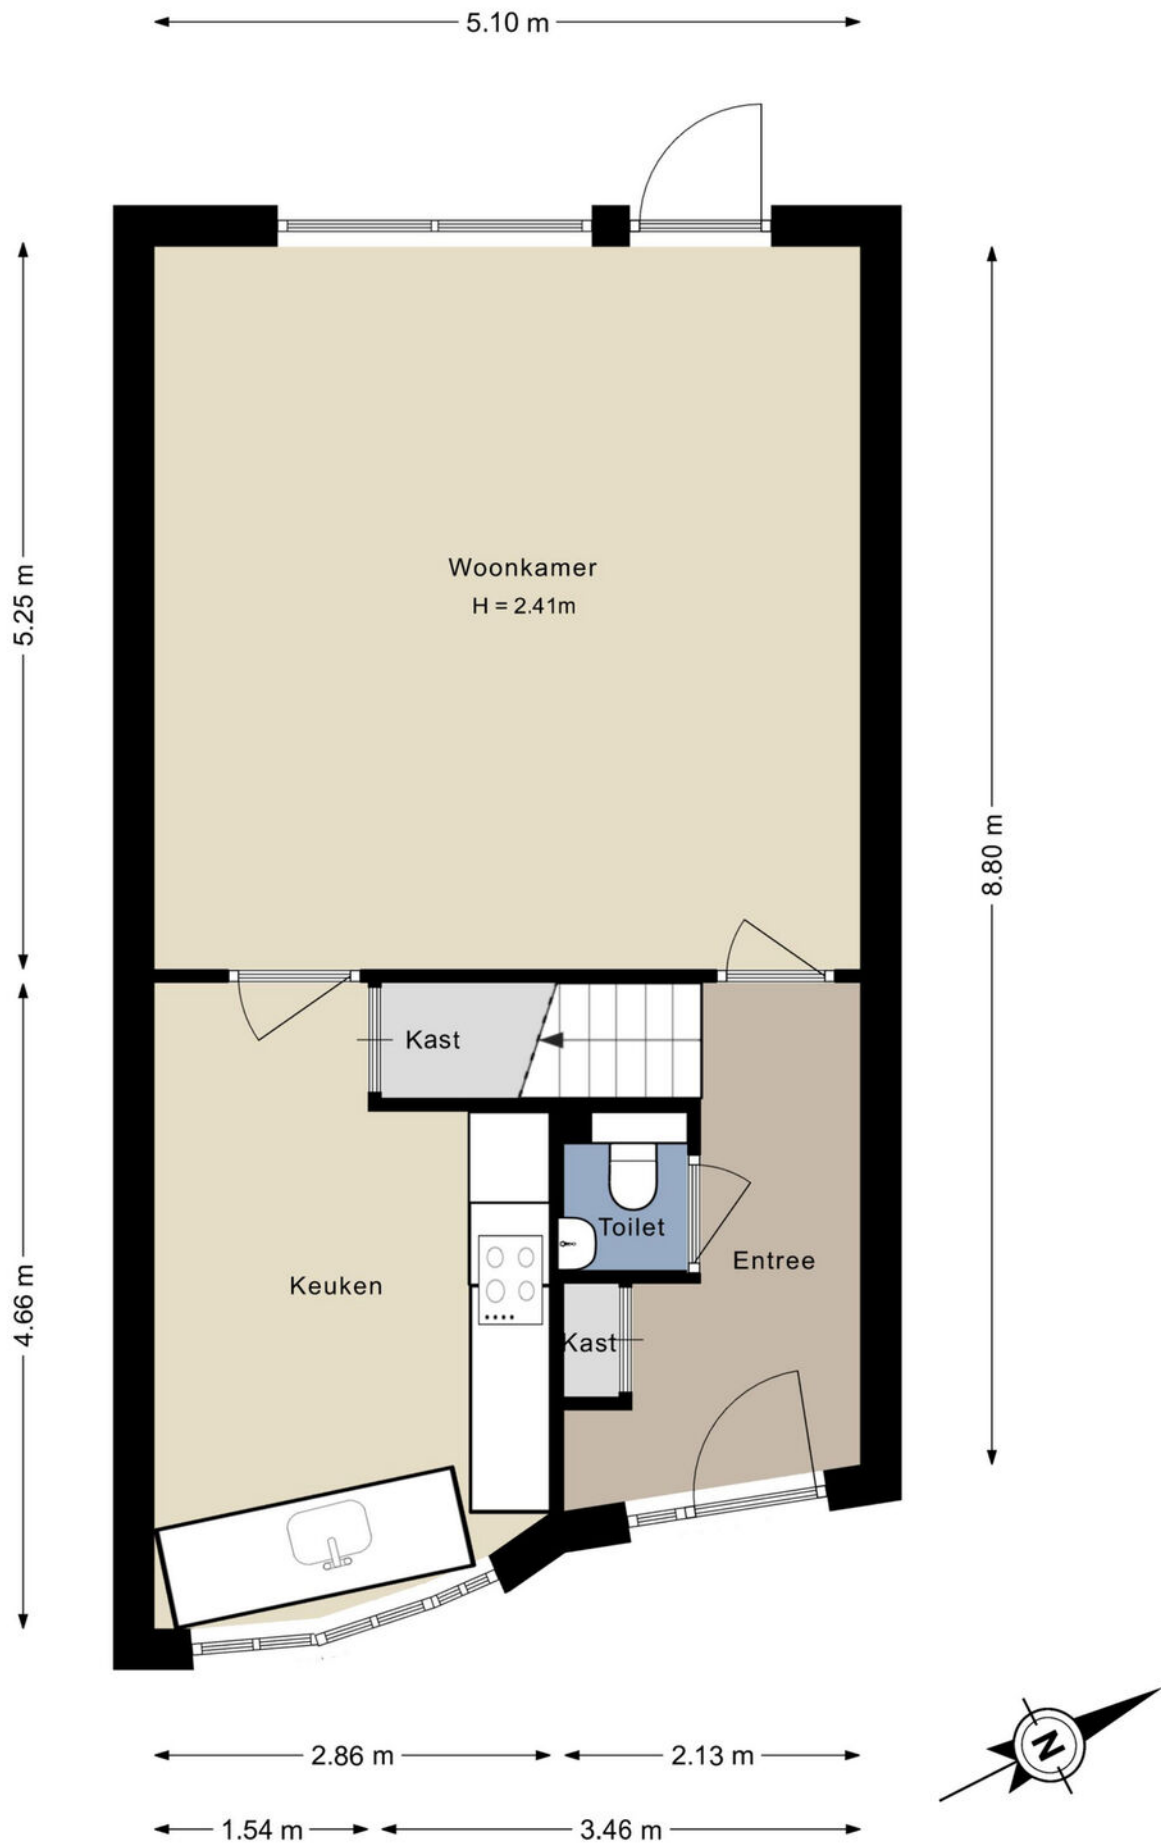 5.10 m
Woonkamer
H = 2.41m
5.25 m
8.80 m
Kast
Toilet
Entree
Keuken
Kast
4.66 m
2.86 m
2.13 m
1.54 m
3.46 m
N